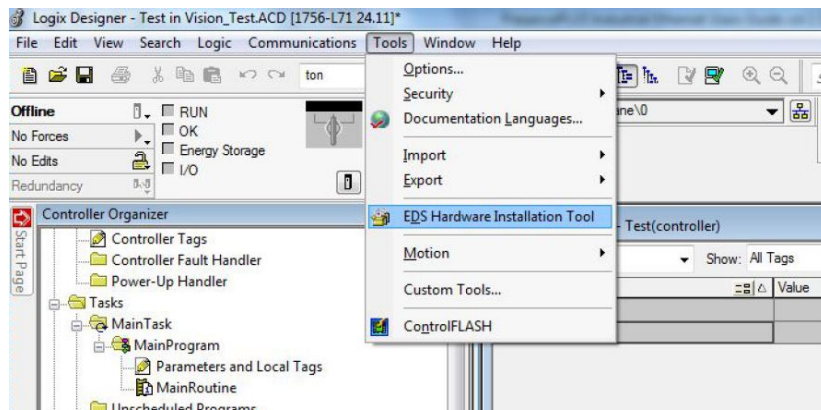 Logix Designer - Test in Vision_Test.ACD [1756-L71 24.11]*
File Edit View Search Logic Communications Tools Window Help
ton
Options...
Security
Documentation Languages...
Import
Export
EDS Hardware Installation Tool
Motion
Custom Tools...
ControlFLASH
Offline
RUN
No Forces
OK
No Edits
Energy Storage
I/O
Redundancy
ane\0
Start Page
Controller Organizer
Controller Tags
Controller Fault Handler
Power-Up Handler
Tasks
MainTask
MainProgram
Parameters and Local Tags
MainRoutine
Unscheduled Programs
- Test(controller)
Show: All Tags
Value